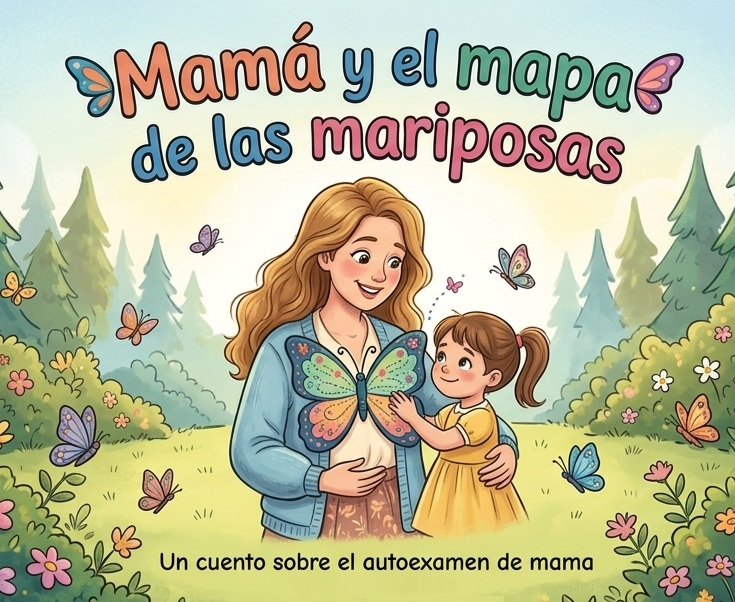 Mamá y el mapa
de las mariposas
Un cuento sobre el autoexamen de mama